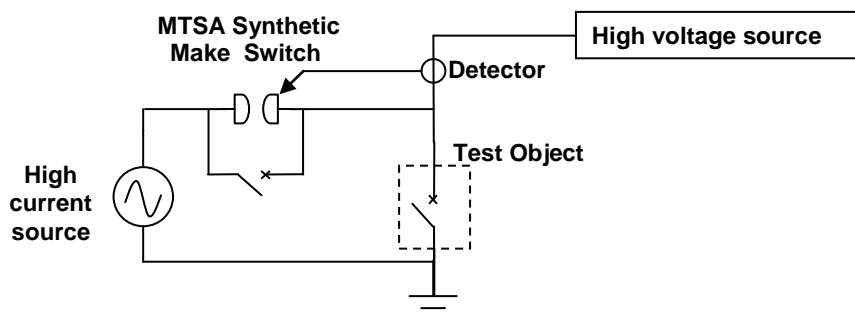 MTSA Synthetic
Make Switch
High voltage source
Detector
Test Object
High
current
source